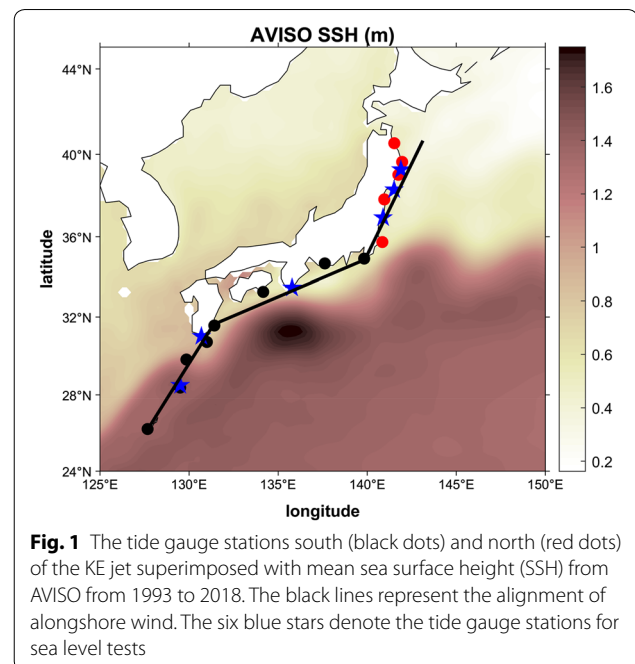 AVISO SSH (m)
44°N
40°N
36°N
32°N
28°N
24°N
latitude
125°E 130°E 135°E 140°E 145°E 150°E
longitude
1.6
1.4
1.2
1
0.8
0.6
0.4
0.2
Fig. 1 The tide gauge stations south (black dots) and north (red dots)
of the KE jet superimposed with mean sea surface height (SSH) from
AVISO from 1993 to 2018. The black lines represent the alignment of
alongshore wind. The six blue stars denote the tide gauge stations for
sea level tests